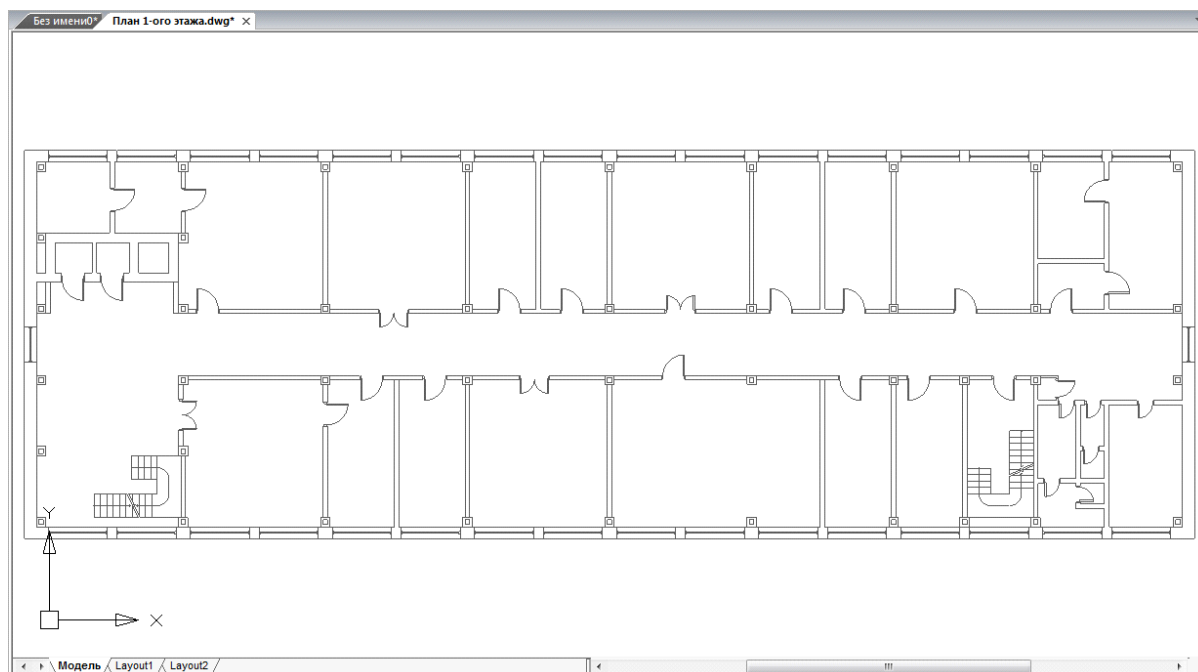 Без имени0* План 1-ого этажа.dwg*
Y
X
Модель Layout1 Layout2